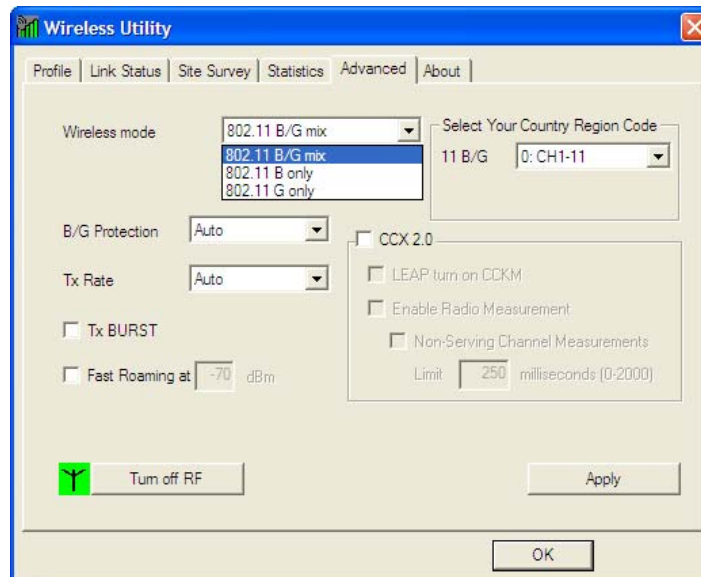 Wireless Utility
Profile Link Status Site Survey Statistics Advanced About
Wireless mode
802.11 B/G mix
802.11 B/G mix
802.11 B only
802.11 G only
Select Your Country Region Code
11 B/G
0: CH1-11
B/G Protection
Auto
Tx Rate
Auto
Tx BURST
Fast Roaming at -70 dBm
CCX 2.0
LEAP turn on CCKM
Enable Radio Measurement
Non-Serving Channel Measurements
Limit 250 milliseconds (0-2000)
Turn off RF
Apply
OK